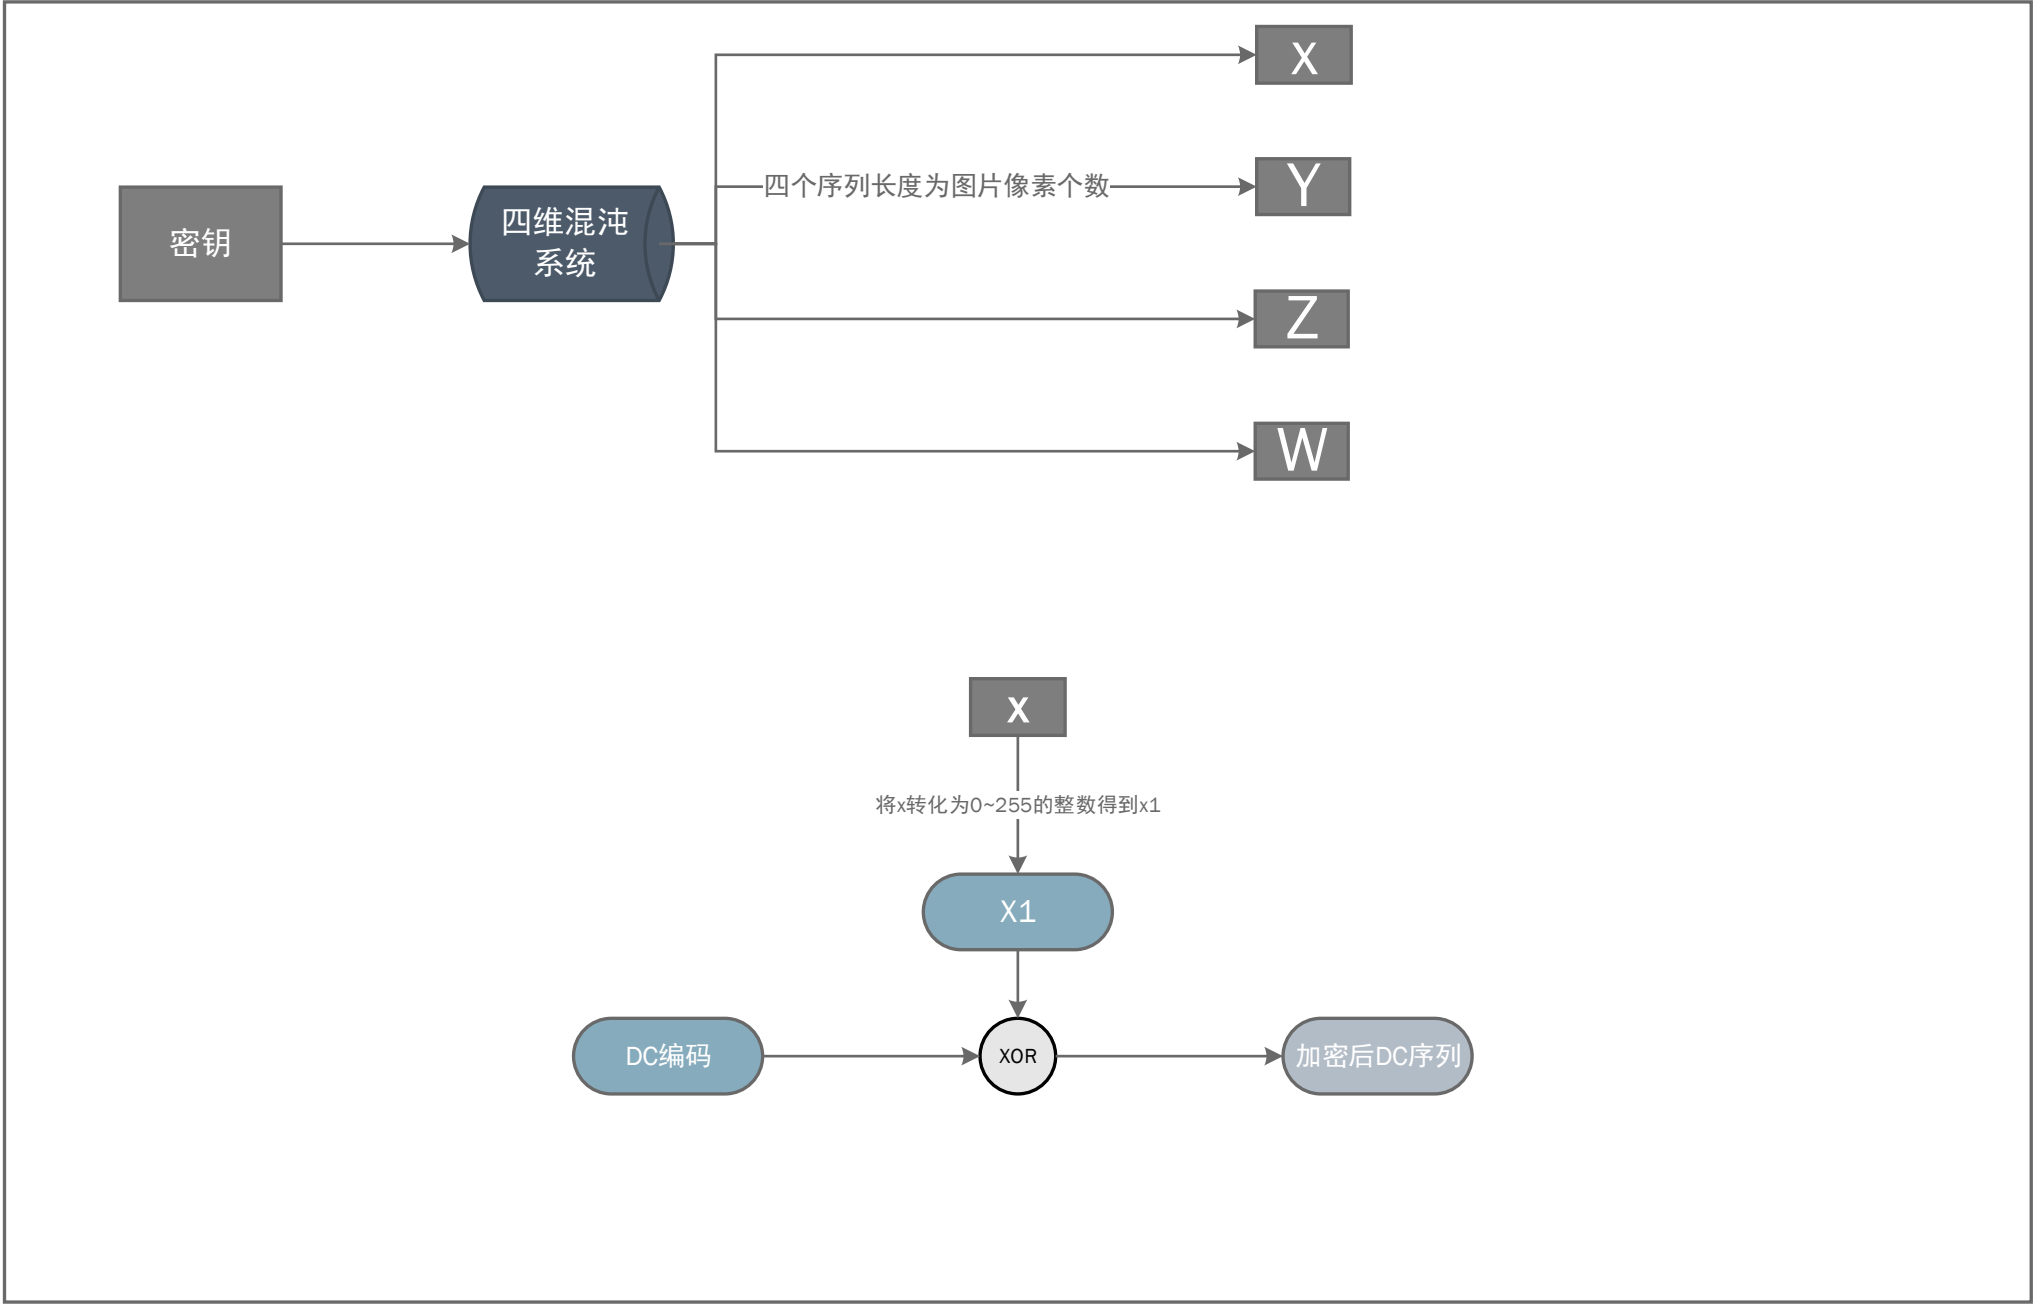 x
四个序列长度为图片像素个数
Y
密钥
四维混沌
系统
Z
W
x
将x转化为0~255的整数得到x1
X1
DC编码
XOR
加密后DC序列